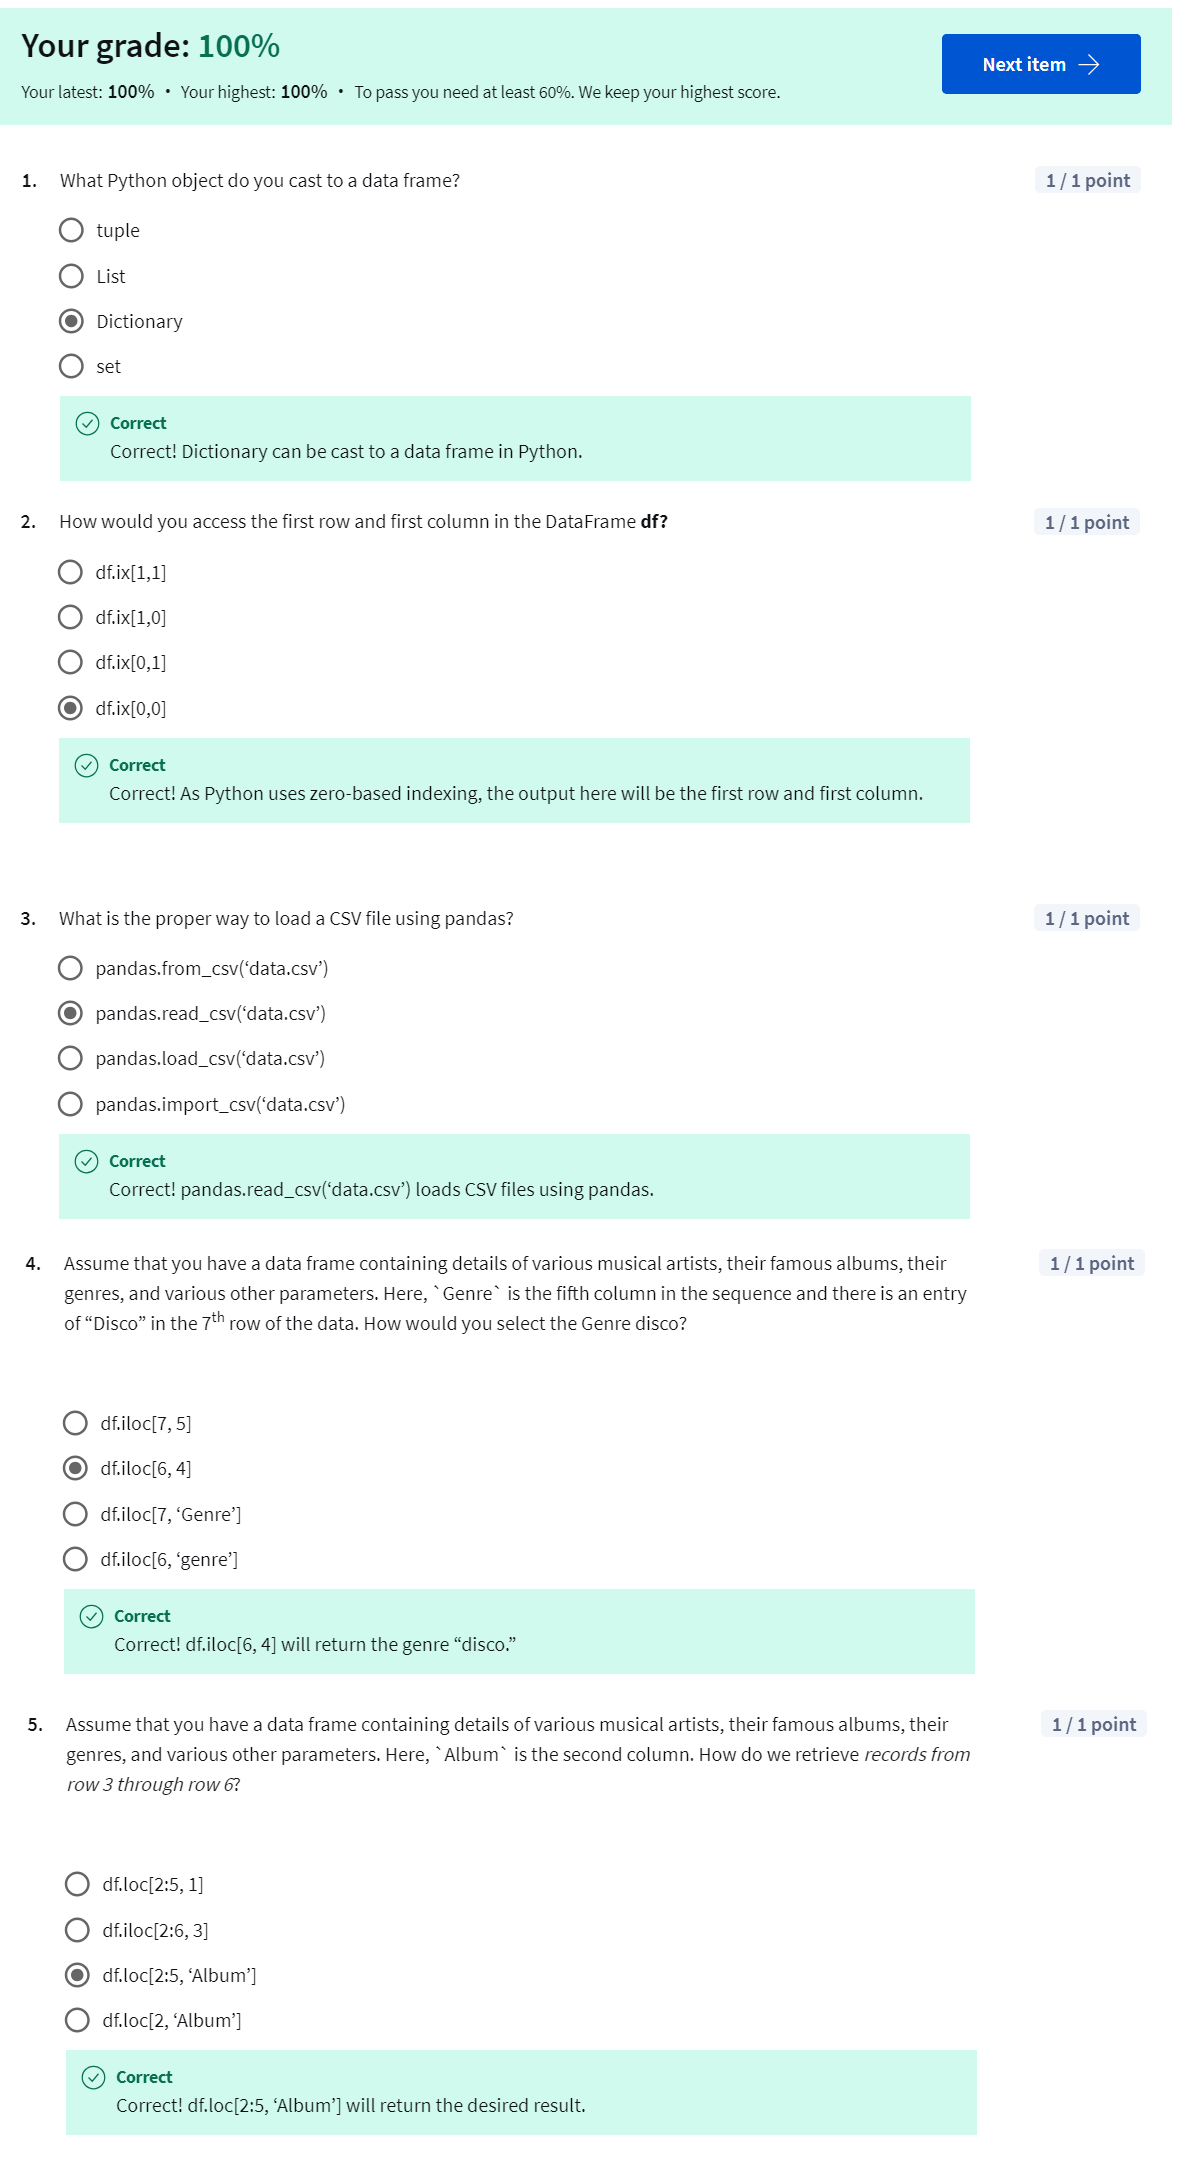 Your grade: 100%
Next item →
Your latest: 100% • Your highest: 100% • To pass you need at least 60%. We keep your highest score.
1. What Python object do you cast to a data frame? 1 / 1 point
tuple
List
Dictionary
set
Correct
Correct! Dictionary can be cast to a data frame in Python.
2. How would you access the first row and first column in the DataFrame df? 1 / 1 point
df.ix[1,1]
df.ix[1,0]
df.ix[0,1]
df.ix[0,0]
Correct
Correct! As Python uses zero-based indexing, the output here will be the first row and first column.
3. What is the proper way to load a CSV file using pandas? 1 / 1 point
pandas.from_csv(‘data.csv’)
pandas.read_csv(‘data.csv’)
pandas.load_csv(‘data.csv’)
pandas.import_csv(‘data.csv’)
Correct
Correct! pandas.read_csv(‘data.csv’) loads CSV files using pandas.
4. Assume that you have a data frame containing details of various musical artists, their famous albums, their 1 / 1 point
genres, and various other parameters. Here, `Genre` is the fifth column in the sequence and there is an entry
of “Disco” in the 7th row of the data. How would you select the Genre disco?
df.iloc[7, 5]
df.iloc[6, 4]
df.iloc[7, ‘Genre’]
df.iloc[6, ‘genre’]
Correct
Correct! df.iloc[6, 4] will return the genre “disco.”
5. Assume that you have a data frame containing details of various musical artists, their famous albums, their 1 / 1 point
genres, and various other parameters. Here, `Album` is the second column. How do we retrieve records from
row 3 through row 6?
df.loc[2:5, 1]
df.iloc[2:6, 3]
df.loc[2:5, ‘Album’]
df.loc[2, ‘Album’]
Correct
Correct! df.loc[2:5, ‘Album’] will return the desired result.